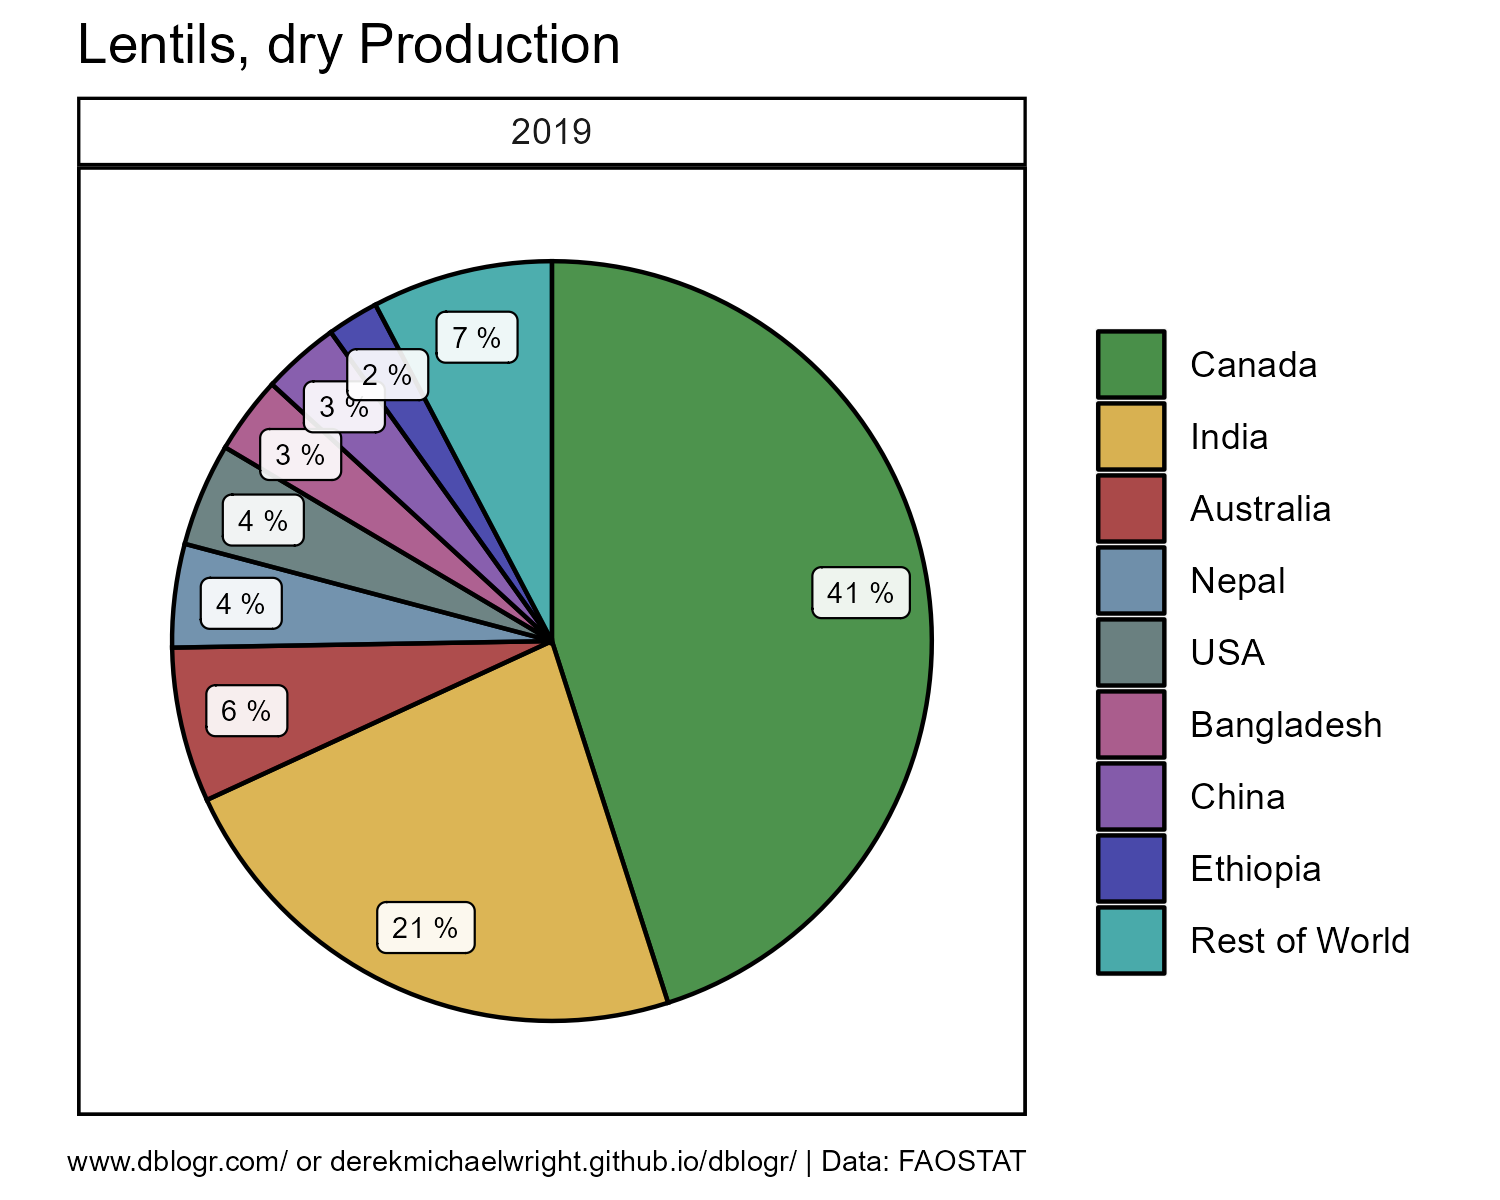 Lentils, dry Production
2019
7 %
2 %
3 %
3 %
4 %
4 %
6 %
21 %
41 %
Canada
India
Australia
Nepal
USA
Bangladesh
China
Ethiopia
Rest of World
www.dblogr.com/ or derekmichaelwright.github.io/dblogr/ | Data: FAOSTAT